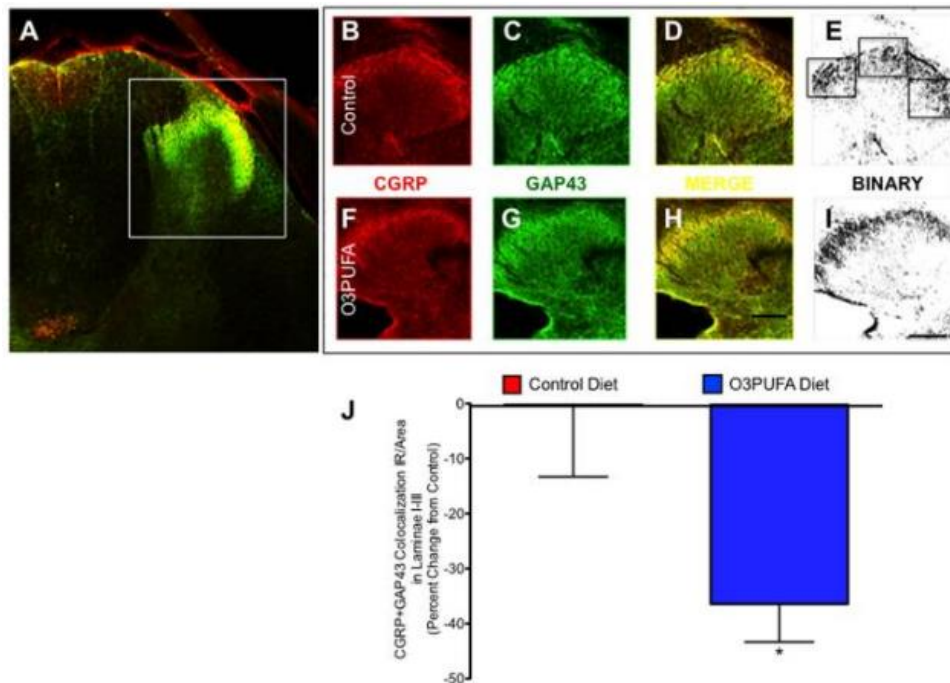 A
B
C
D
E
Control
CGRP
GAP43
MERGE
BINARY
F
G
H
I
O3PUFA
J
Control Diet
O3PUFA Diet
CGRP+GAP43 Colocalization IR/Area
in Laminae I-III
(Percent Change from Control)
0
-10
-20
-30
-40
-50
*